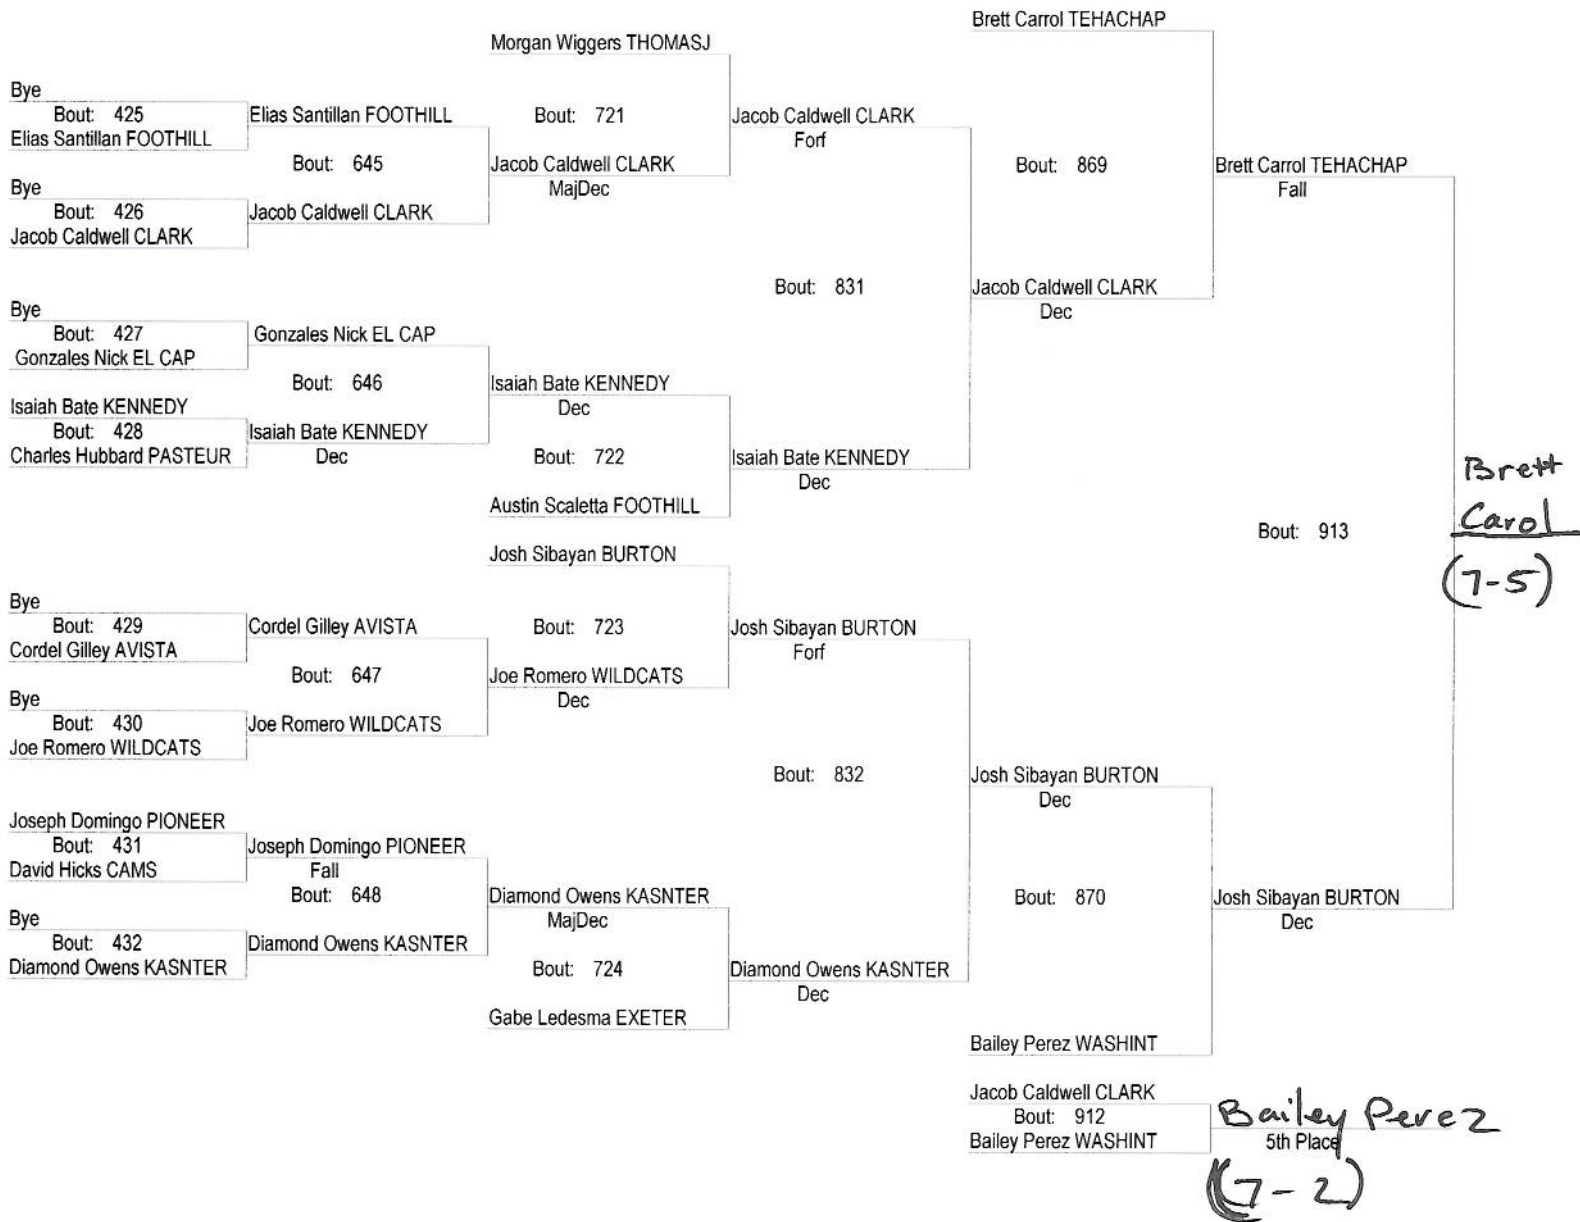 Brett Carrol TEHACHAP
Morgan Wiggers THOMASJ
Bye
Bout: 425
Elias Santillan FOOTHILL
Elias Santillan FOOTHILL
Bout: 721
Jacob Caldwell CLARK
Forf
Bout: 645
Jacob Caldwell CLARK
MajDec
Bout: 869
Brett Carrol TEHACHAP
Fall
Bye
Bout: 426
Jacob Caldwell CLARK
Jacob Caldwell CLARK
Bout: 831
Jacob Caldwell CLARK
Dec
Bye
Bout: 427
Gonzales Nick EL CAP
Gonzales Nick EL CAP
Bout: 646
Isaiah Bate KENNEDY
Dec
Isaiah Bate KENNEDY
Bout: 428
Charles Hubbard PASTEUR
Isaiah Bate KENNEDY
Dec
Bout: 722
Isaiah Bate KENNEDY
Dec
Austin Scaletta FOOTHILL
Bout: 913
Brett
Carol
(7-5)
Josh Sibayan BURTON
Bye
Bout: 429
Cordel Gilley AVISTA
Cordel Gilley AVISTA
Bout: 723
Josh Sibayan BURTON
Forf
Bout: 647
Joe Romero WILDCATS
Dec
Bye
Bout: 430
Joe Romero WILDCATS
Joe Romero WILDCATS
Bout: 832
Josh Sibayan BURTON
Dec
Joseph Domingo PIONEER
Bout: 431
David Hicks CAMS
Joseph Domingo PIONEER
Fall
Bout: 648
Diamond Owens KASNTER
MajDec
Bout: 870
Josh Sibayan BURTON
Dec
Bye
Bout: 432
Diamond Owens KASNTER
Diamond Owens KASNTER
Bout: 724
Diamond Owens KASNTER
Dec
Gabe Ledesma EXETER
Bailey Perez WASHINT
Jacob Caldwell CLARK
Bout: 912
Bailey Perez WASHINT
Bailey Perez
5th Place
(7-2)